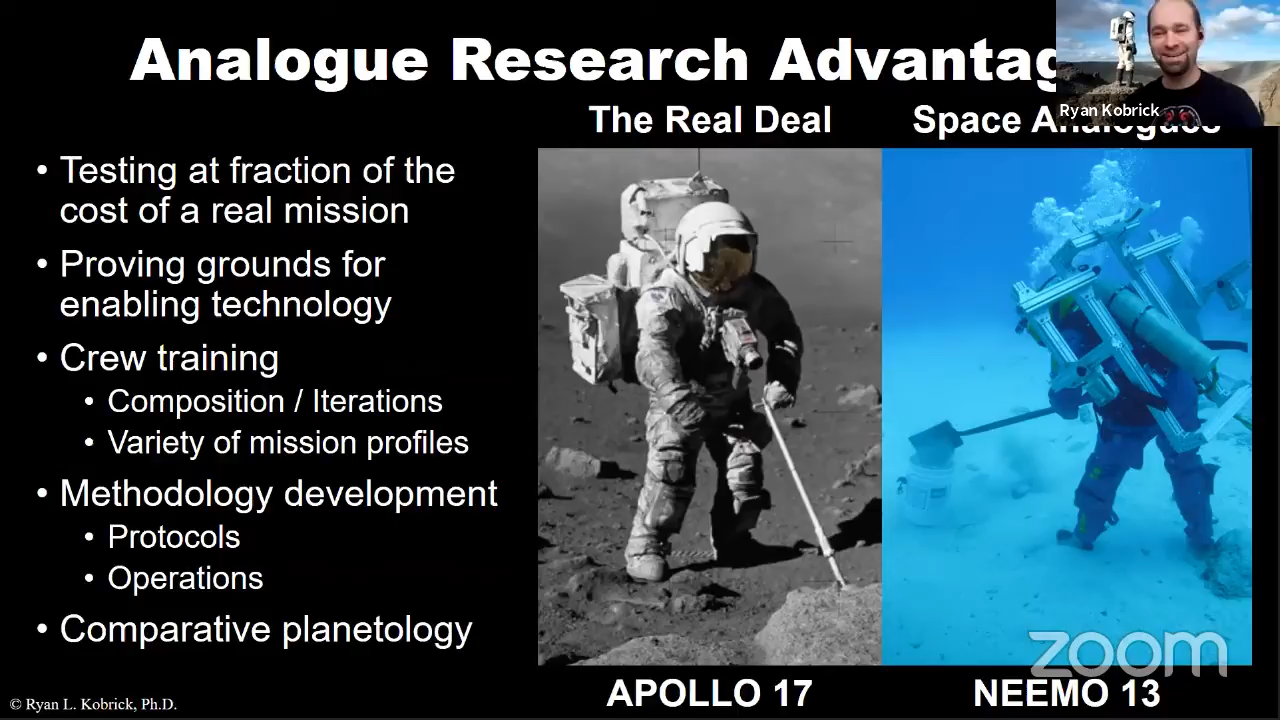 Analogue Research Advantag
Ryan Kobrick
The Real Deal
Space Analogues
• Testing at fraction of the
cost of a real mission
• Proving grounds for
enabling technology
• Crew training
• Composition / Iterations
• Variety of mission profiles
• Methodology development
• Protocols
• Operations
• Comparative planetology
zoom
APOLLO 17
NEEMO 13
© Ryan L. Kobrick, Ph.D.